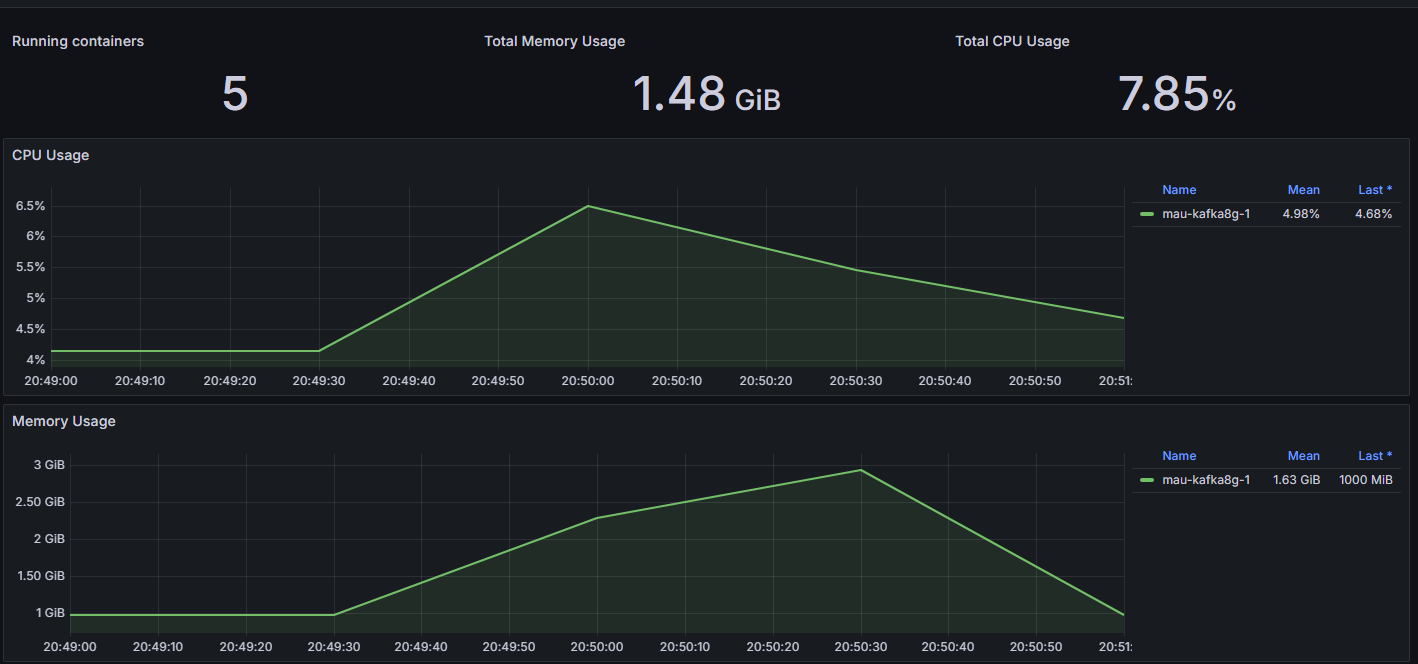 Running containers
Total Memory Usage
Total CPU Usage
5
1.48 GiB
7.85%
CPU Usage
Name Mean Last *
mau-kafka8g-1 4.98% 4.68%
6.5%
6%
5.5%
5%
4.5%
4%
20:49:00 20:49:10 20:49:20 20:49:30 20:49:40 20:49:50 20:50:00 20:50:10 20:50:20 20:50:30 20:50:40 20:50:50 20:51:
Memory Usage
Name Mean Last *
mau-kafka8g-1 1.63 GiB 1000 MiB
3 GiB
2.50 GiB
2 GiB
1.50 GiB
1 GiB
20:49:00 20:49:10 20:49:20 20:49:30 20:49:40 20:49:50 20:50:00 20:50:10 20:50:20 20:50:30 20:50:40 20:50:50 20:51: